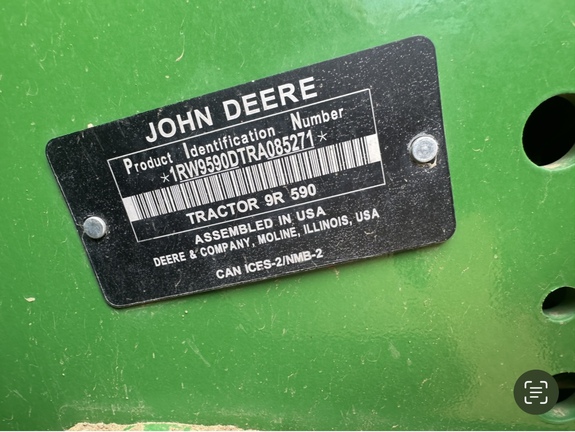 JOHN DEERE
Product Identification Number
*1RW9590DTRA085271*
TRACTOR 9R 590
ASSEMBLED IN USA
DEERE & COMPANY, MOLINE, ILLINOIS, USA
CAN ICES-2/NMB-2